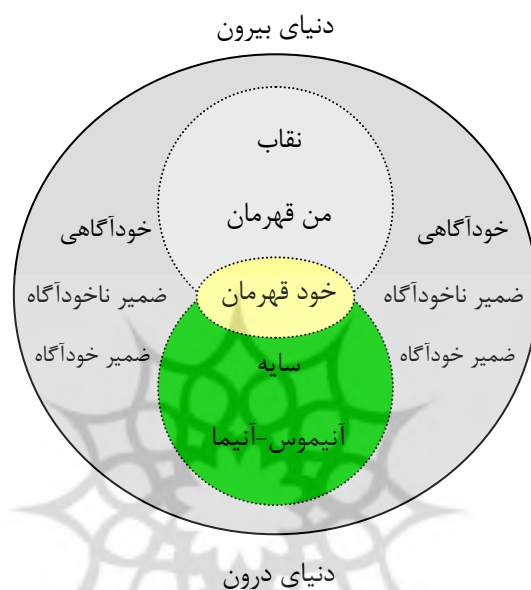 دنیای بیرون
نقاب
من قهرمان
خودآگاهی
خودآگاهی
ضمیر ناخودآگاه
خود قهرمان
ضمیر ناخودآگاه
ضمیر خودآگاه
سایه
ضمیر خودآگاه
آنیموس-آنیما
دنیای درون